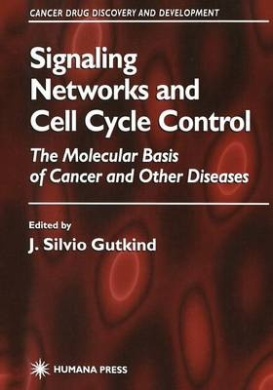 CANCER DRUG DISCOVERY AND DEVELOPMENT
Signaling
Networks and
Cell Cycle Control
The Molecular Basis
of Cancer and Other Diseases
Edited by
J. Silvio Gutkind
HUMANA PRESS